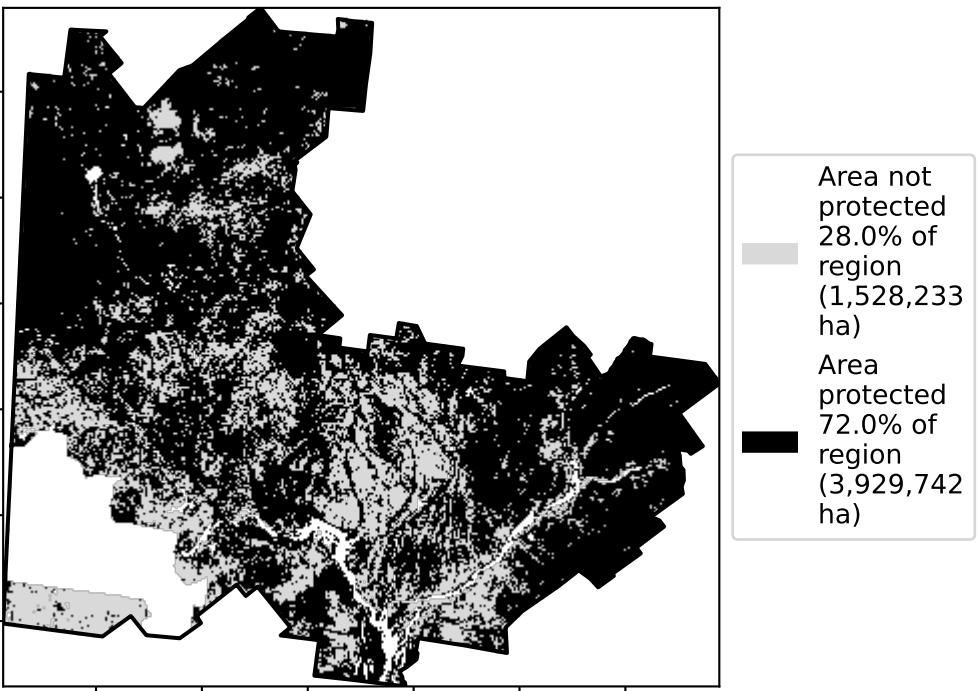 Area not
protected
28.0% of
region
(1,528,233
ha)
Area
protected
72.0% of
region
(3,929,742
ha)